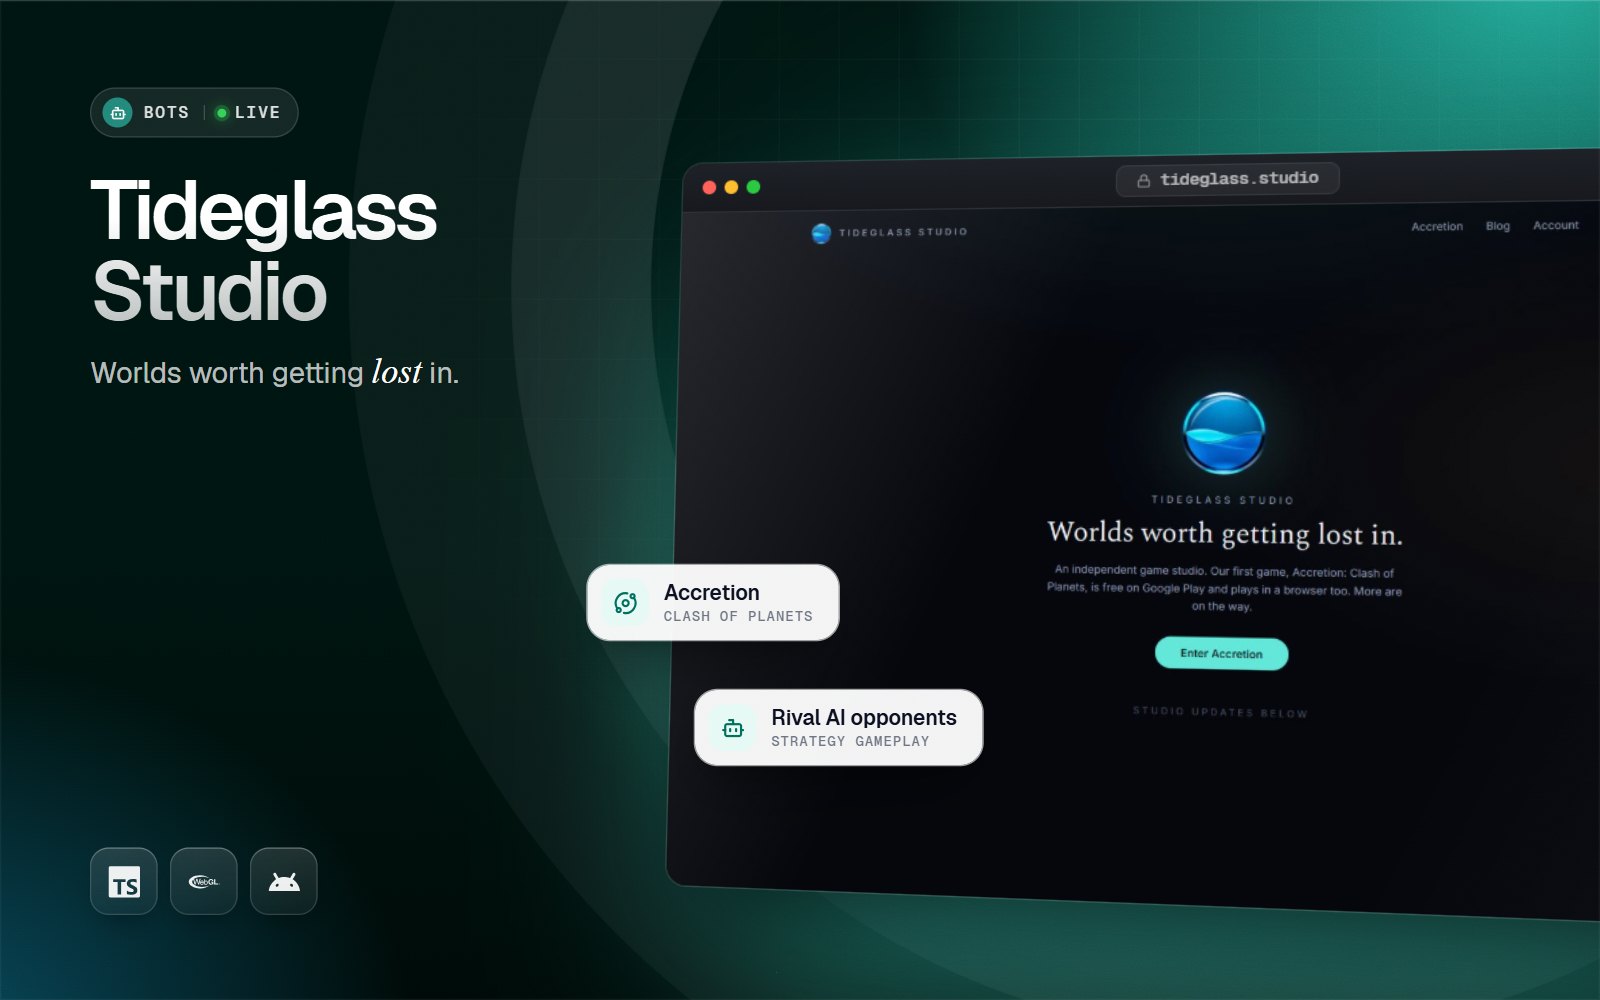 BOTS | LIVE
Tideglass
Studio
Worlds worth getting lost in.
TS
WebGL
tideglass.studio
TIDEGLASS STUDIO
Accretion Blog Account
TIDEGLASS STUDIO
Worlds worth getting lost in.
An independent game studio. Our first game, Accretion: Clash of
Planets, is free on Google Play and plays in a browser too. More are
on the way.
Enter Accretion
STUDIO UPDATES BELOW
Accretion
CLASH OF PLANETS
Rival AI opponents
STRATEGY GAMEPLAY